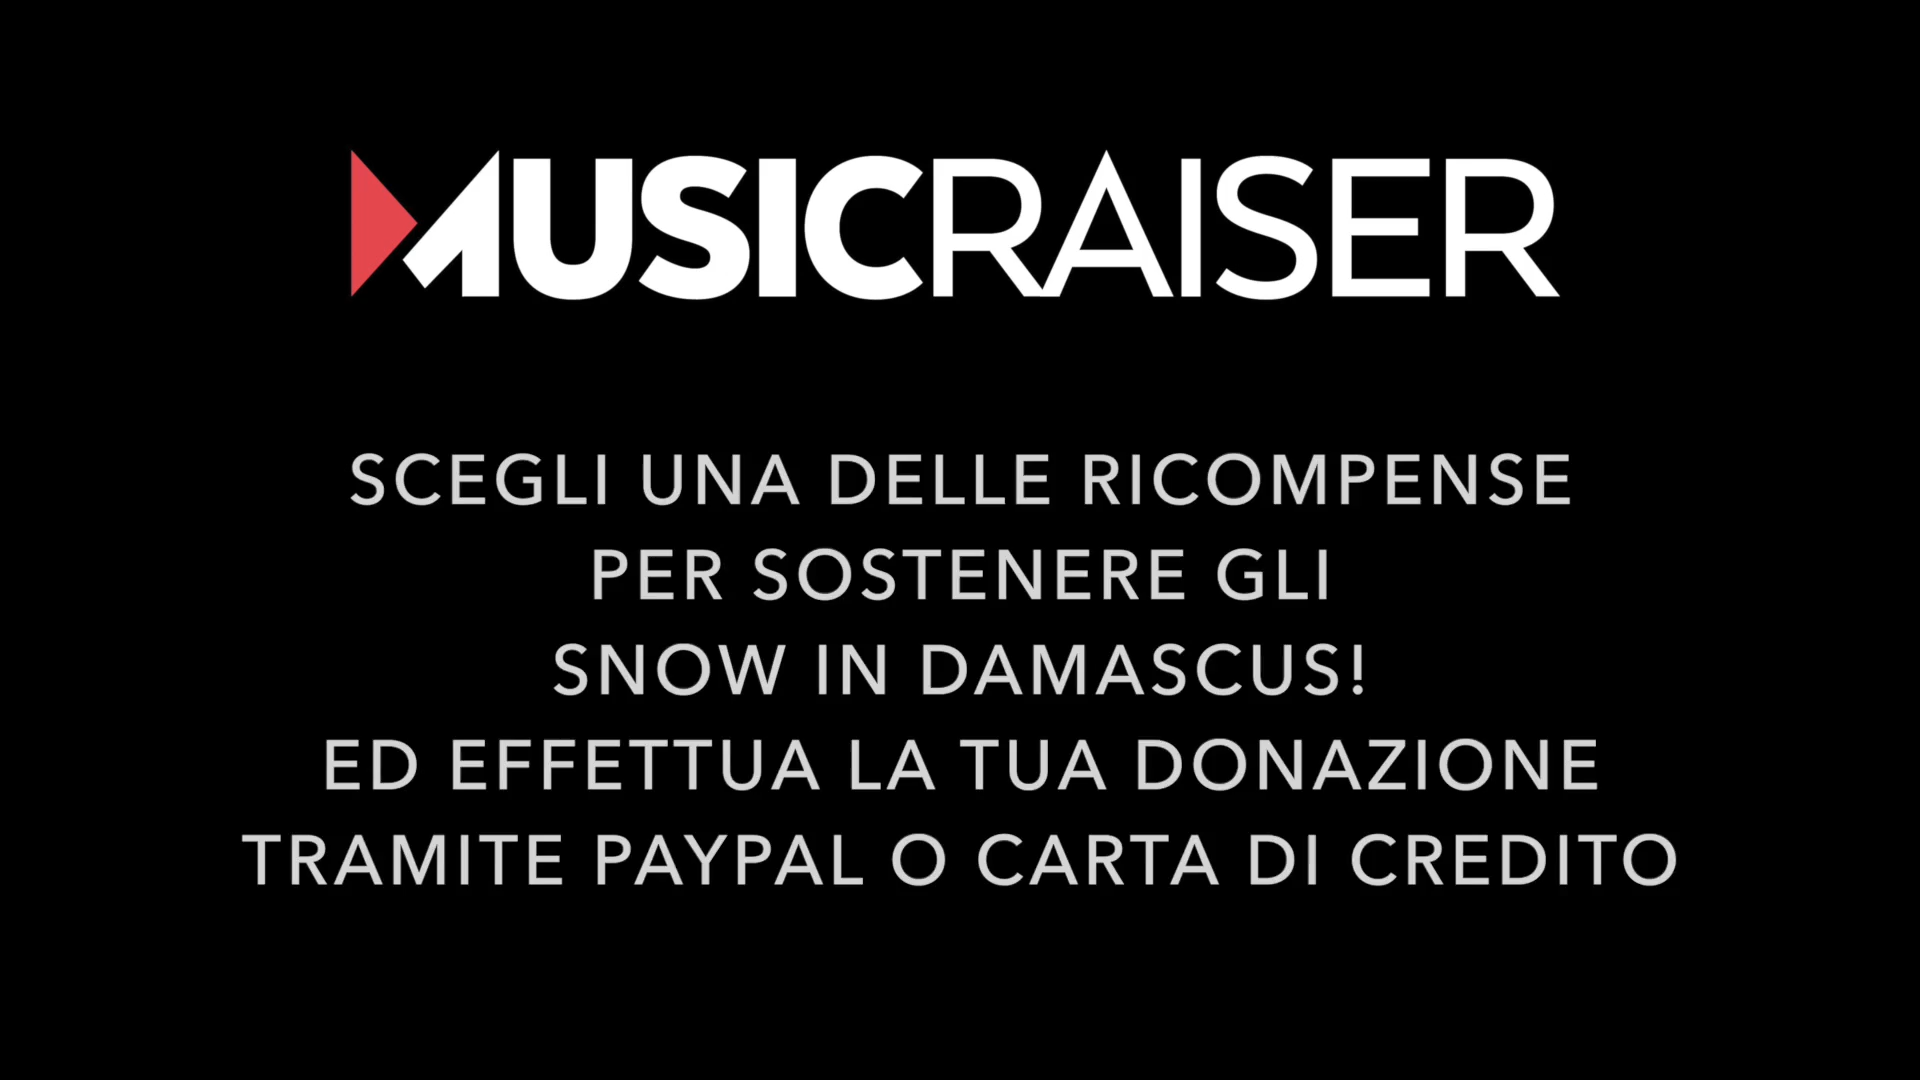 MUSICRAISER
SCEGLI UNA DELLE RICOMPENSE
PER SOSTENERE GLI
SNOW IN DAMASCUS!
ED EFFETTUA LA TUA DONAZIONE
TRAMITE PAYPAL O CARTA DI CREDITO